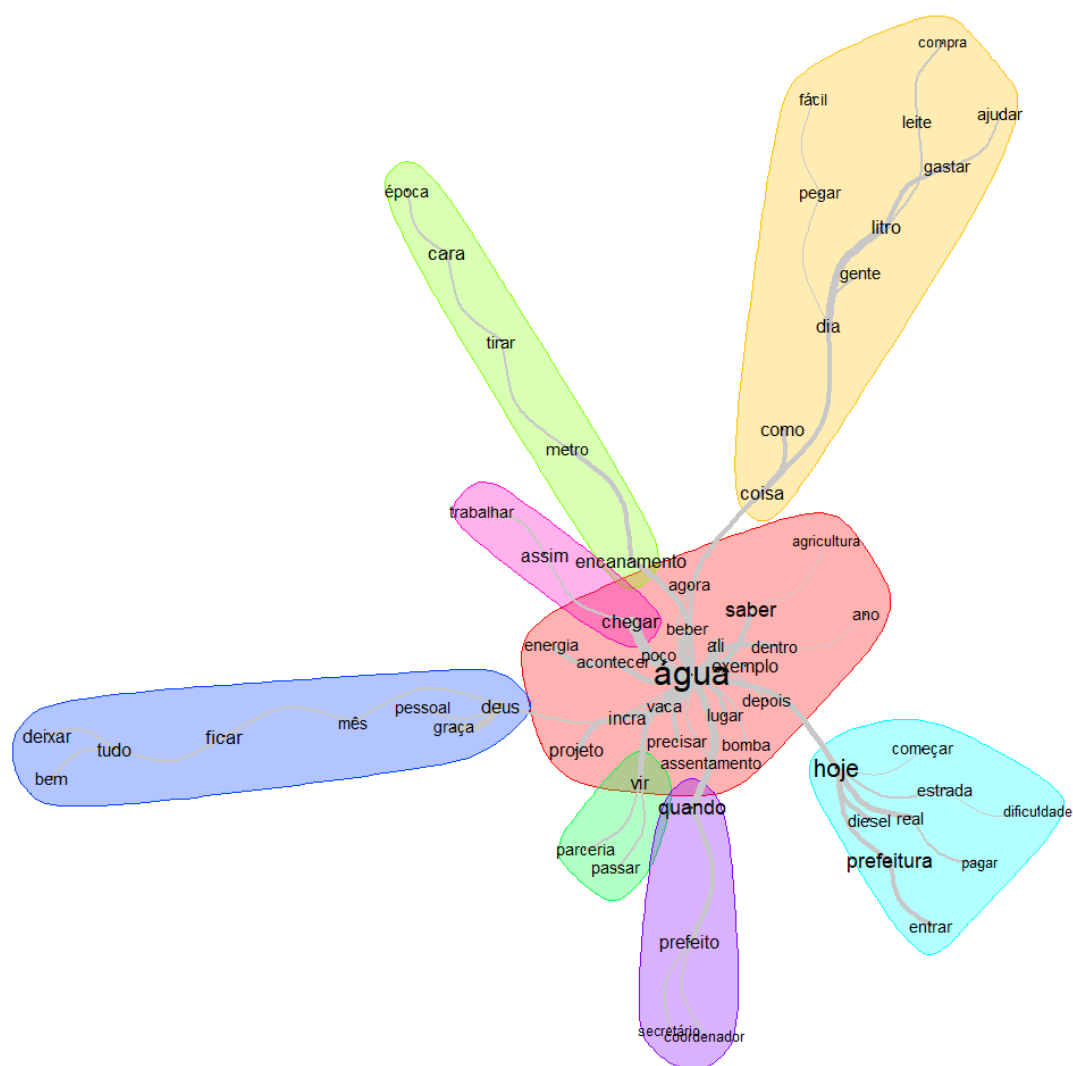 compra
fácil
ajudar
leite
gastar
época
pegar
litro
cara
gente
dia
tirar
como
metro
coisa
trabalhar
agricultura
assim
encanamento
agora
saber
ano
chegar
beber
energia
ali
dentro
poço
acontecer
exemplo
água
depois
pessoal
deus
vaca
incra
lugar
mês
graça
deixar
ficar
tudo
projeto
precisar
bomba
assentamento
começar
bem
hoje
vir
estrada
quando
dificuldade
diesel
real
parceria
prefeitura
pagar
passar
entrar
prefeito
secretário
coordenador